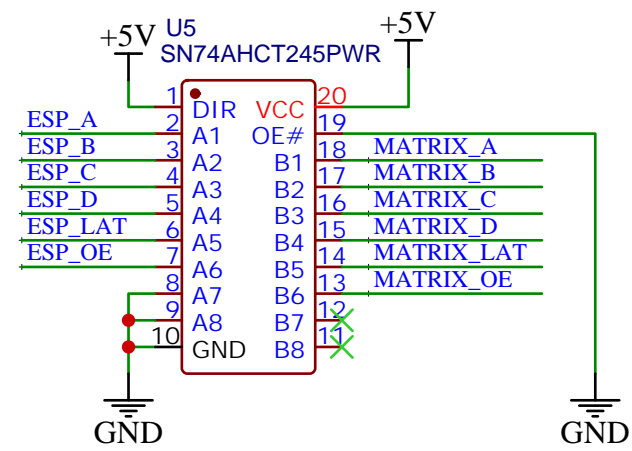 +5V U5 +5V
SN74AHCT245PWR
1 DIR VCC 20
ESP_A 2 A1 OE# 19
ESP_B 3 A2 B1 18 MATRIX_A
ESP_C 4 A3 B2 17 MATRIX_B
ESP_D 5 A4 B3 16 MATRIX_C
ESP_LAT 6 A5 B4 15 MATRIX_D
ESP_OE 7 A6 B5 14 MATRIX_LAT
8 A7 B6 13 MATRIX_OE
9 A8 B7 12
10 GND B8 11
GND GND